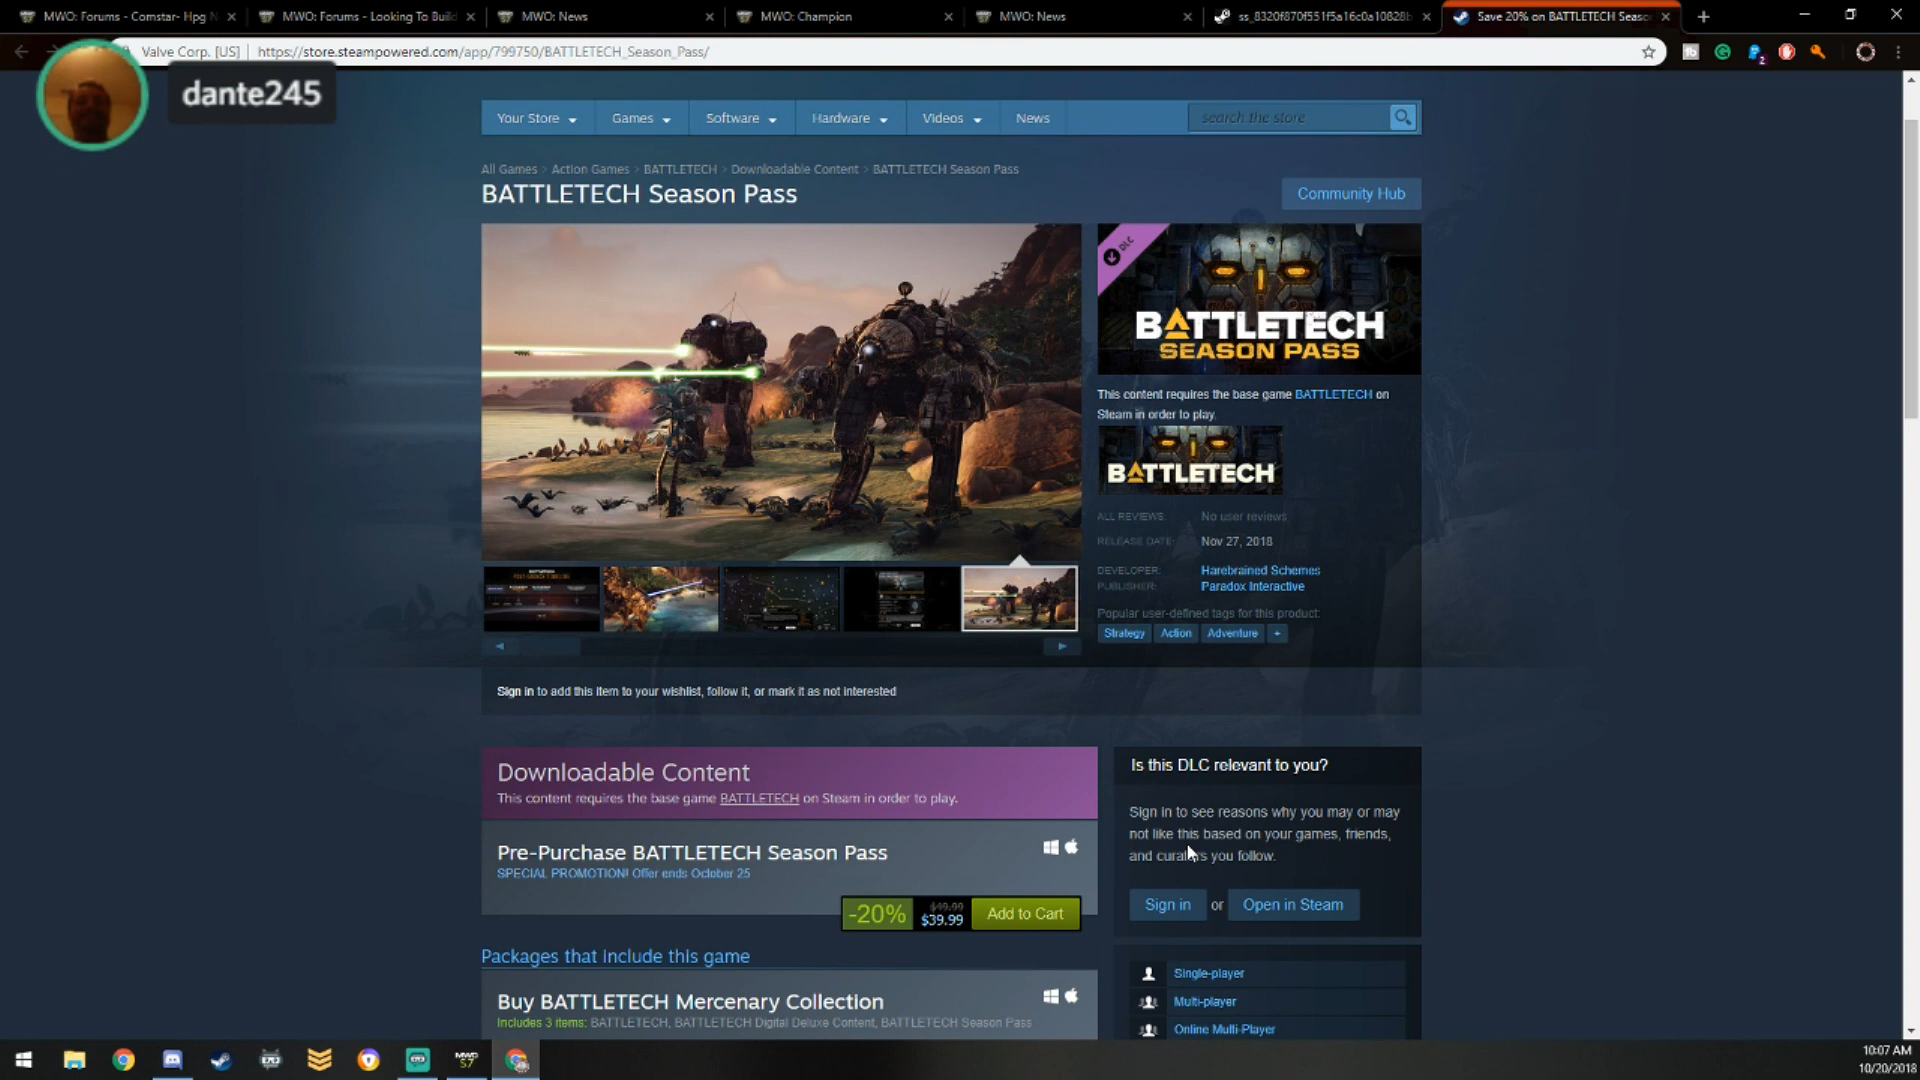 MWO: Forums - Comstar- Hpg N
MWO: Forums - Looking To Build
MWO: News
MWO: Champion
MWO: News
ss_8320f870f551f5a16c0a10828b
Save 20% on BATTLETECH Seaso
Valve Corp. [US] | https://store.steampowered.com/app/799750/BATTLETECH_Season_Pass/
dante245
Your Store
Games
Software
Hardware
Videos
News
search the store
All Games > Action Games > BATTLETECH > Downloadable Content > BATTLETECH Season Pass
BATTLETECH Season Pass
Community Hub
DLC
BATTLETECH
SEASON PASS
This content requires the base game BATTLETECH on
Steam in order to play.
BATTLETECH
ALL REVIEWS: No user reviews
RELEASE DATE: Nov 27, 2018
DEVELOPER: Harebrained Schemes
PUBLISHER: Paradox Interactive
Popular user-defined tags for this product:
Strategy Action Adventure +
Sign in to add this item to your wishlist, follow it, or mark it as not interested
Downloadable Content
This content requires the base game BATTLETECH on Steam in order to play.
Is this DLC relevant to you?
Sign in to see reasons why you may or may
not like this based on your games, friends,
and curators you follow.
Sign in or Open in Steam
Pre-Purchase BATTLETECH Season Pass
SPECIAL PROMOTION! Offer ends October 25
-20%
$49.99
$39.99
Add to Cart
Packages that include this game
Buy BATTLETECH Mercenary Collection
Includes 3 items: BATTLETECH, BATTLETECH Digital Deluxe Content, BATTLETECH Season Pass
Single-player
Multi-player
Online Multi-Player
2
MWO
S7
10:07 AM
10/20/2018